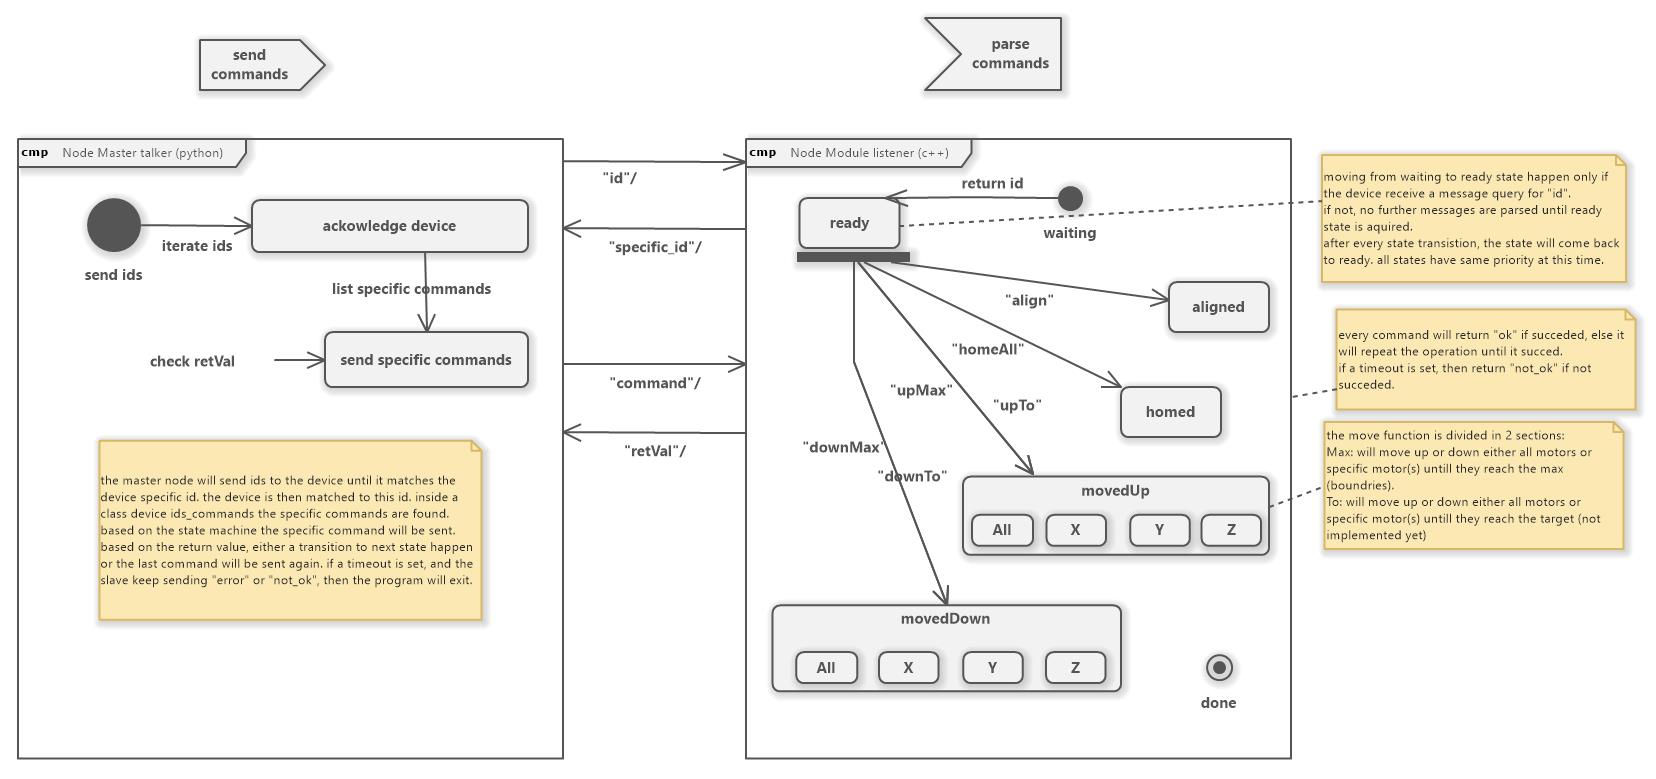 send
commands
parse
commands
cmp Node Master talker (python)
send ids
iterate ids
ackowledge device
list specific commands
check retVal
send specific commands
the master node will send ids to the device until it matches the
device specific id. the device is then matched to this id. inside a
class device ids_commands the specific commands are found.
based on the state machine the specific command will be sent.
based on the return value, either a transition to next state happen
or the last command will be sent again. if a timeout is set, and the
slave keep sending "error" or "not_ok", then the program will exit.
"id"/
"specific_id"/
"command"/
"retVal"/
cmp Node Module listener (c++)
return id
ready
waiting
"align"
aligned
"homeAll"
homed
"upMax"
"upTo"
"downMax"
"downTo"
movedUp
All X Y Z
movedDown
All X Y Z
done
moving from waiting to ready state happen only if
the device receive a message query for "id".
if not, no further messages are parsed until ready
state is aquired.
after every state transistion, the state will come back
to ready. all states have same priority at this time.
every command will return "ok" if succeded, else it
will repeat the operation until it succed.
if a timeout is set, then return "not_ok" if not
succeded.
the move function is divided in 2 sections:
Max: will move up or down either all motors or
specific motor(s) untill they reach the max
(boundries).
To: will move up or down either all motors or
specific motor(s) untill they reach the target (not
implemented yet)